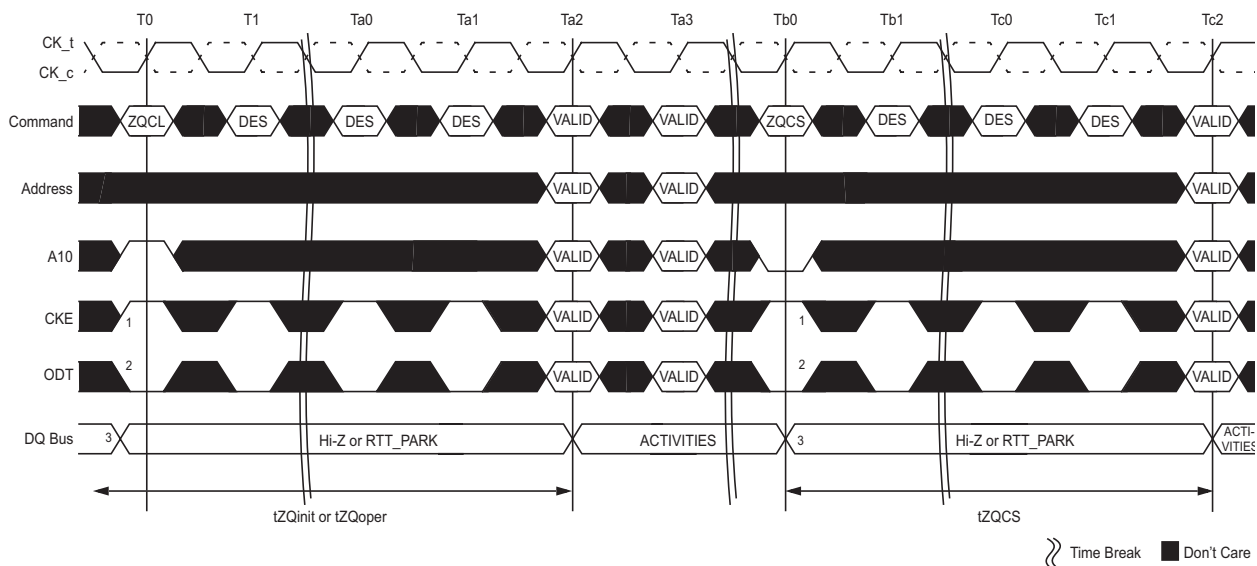 T0 T1 Ta0 Ta1 Ta2 Ta3 Tb0 Tb1 Tc0 Tc1 Tc2
CK_t
CK_c
Command ZQCL DES DES DES VALID VALID ZQCS DES DES DES VALID
Address VALID VALID VALID
A10 VALID VALID VALID
CKE 1 VALID VALID 1 VALID
ODT 2 VALID VALID 2 VALID
DQ Bus 3 Hi-Z or RTT_PARK ACTIVITIES 3 Hi-Z or RTT_PARK ACTI-
VITIES
tZQinit or tZQoper tZQCS
Time Break Don't Care